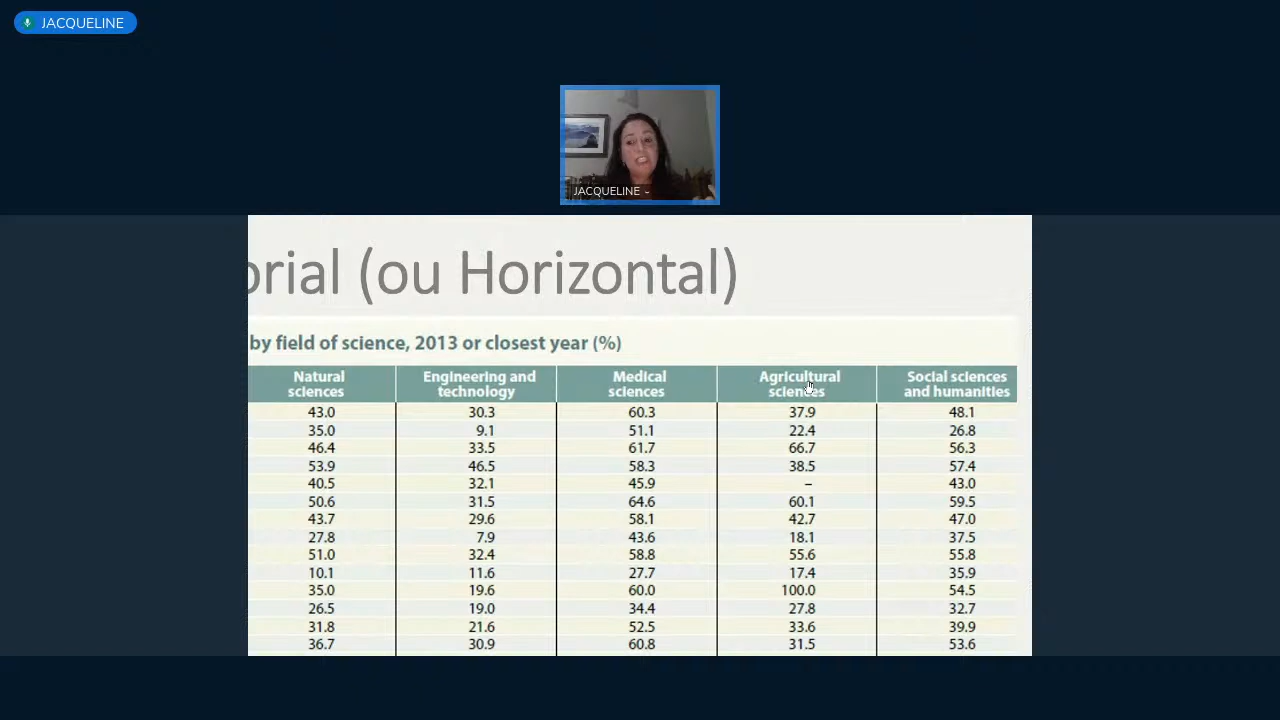 JACQUELINE
JACQUELINE
orial (ou Horizontal)
by field of science, 2013 or closest year (%)
Natural sciences Engineering and technology Medical sciences Agricultural sciences Social sciences and humanities
43.0 30.3 60.3 37.9 48.1
35.0 9.1 51.1 22.4 26.8
46.4 33.5 61.7 66.7 56.3
53.9 46.5 58.3 38.5 57.4
40.5 32.1 45.9 – 43.0
50.6 31.5 64.6 60.1 59.5
43.7 29.6 58.1 42.7 47.0
27.8 7.9 43.6 18.1 37.5
51.0 32.4 58.8 55.6 55.8
10.1 11.6 27.7 17.4 35.9
35.0 19.6 60.0 100.0 54.5
26.5 19.0 34.4 27.8 32.7
31.8 21.6 52.5 33.6 39.9
36.7 30.9 60.8 31.5 53.6